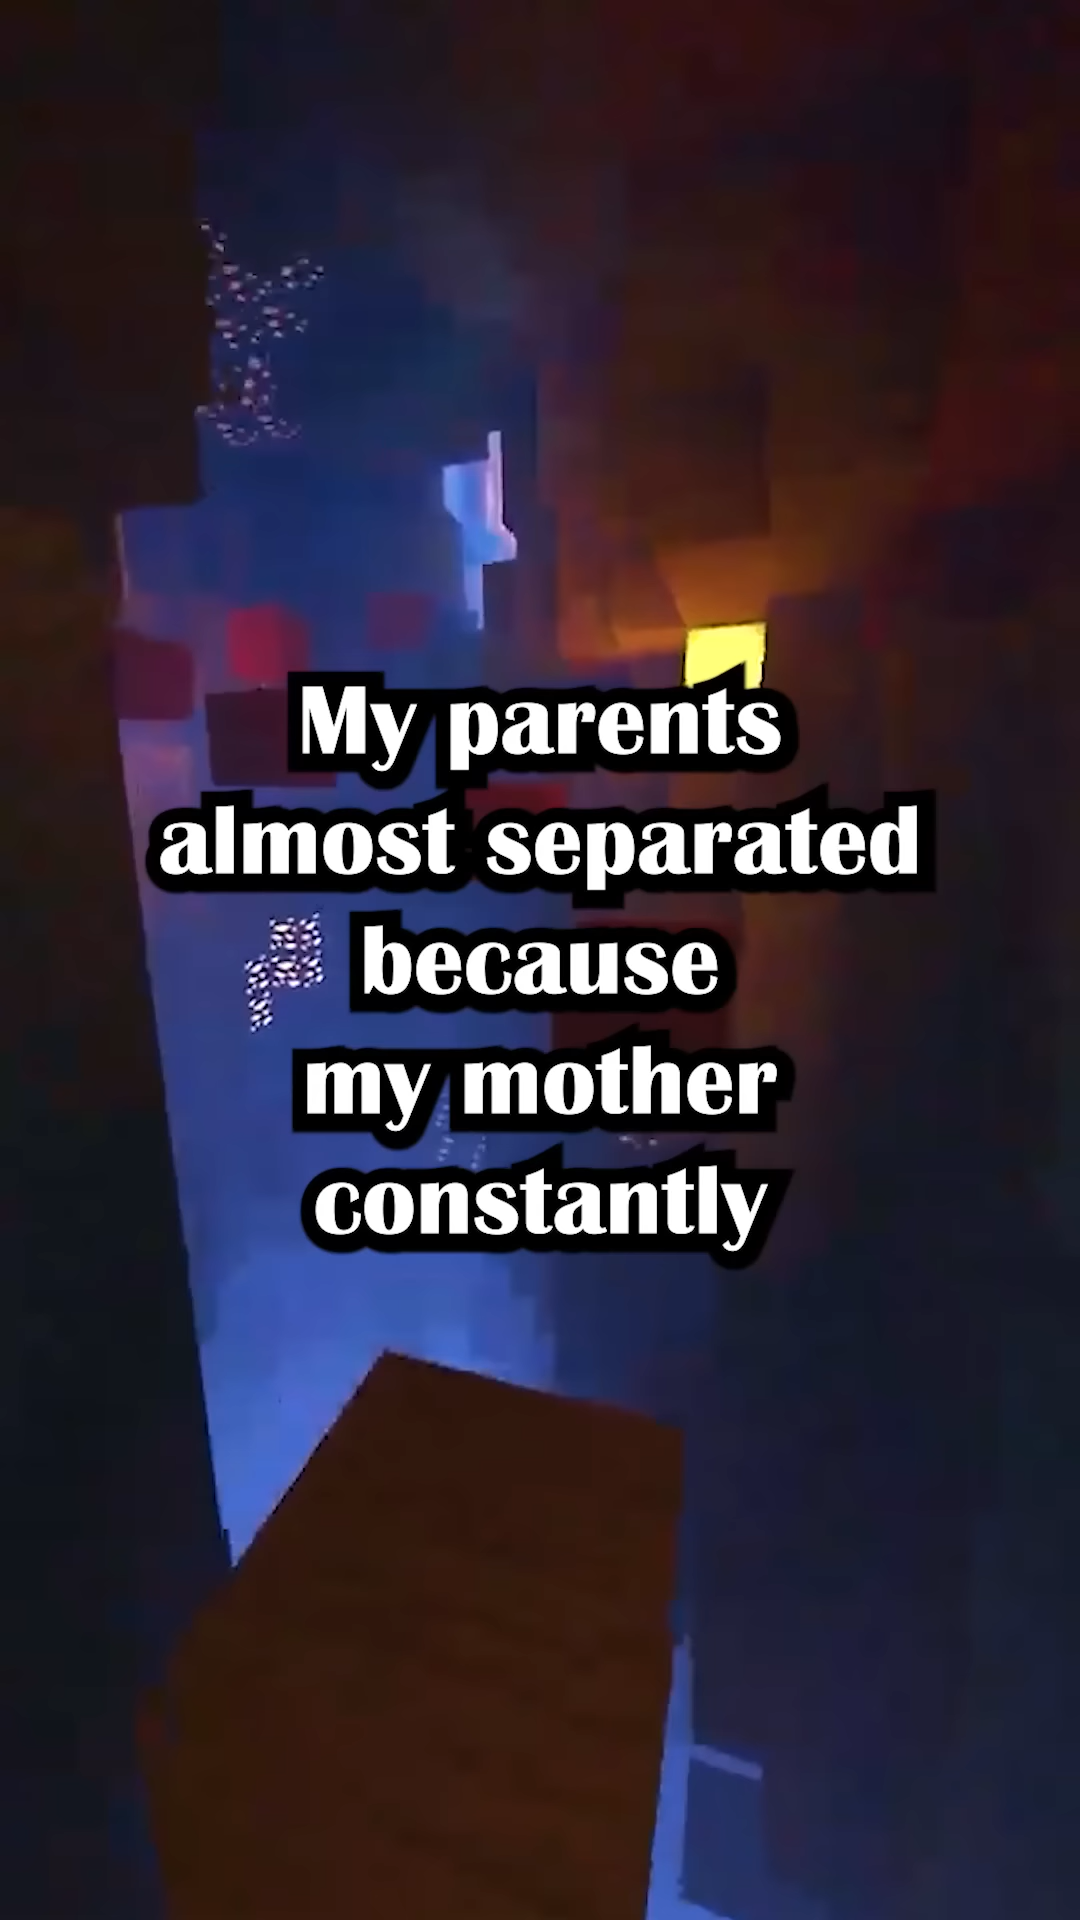 My parents
almost separated
because
my mother
constantly